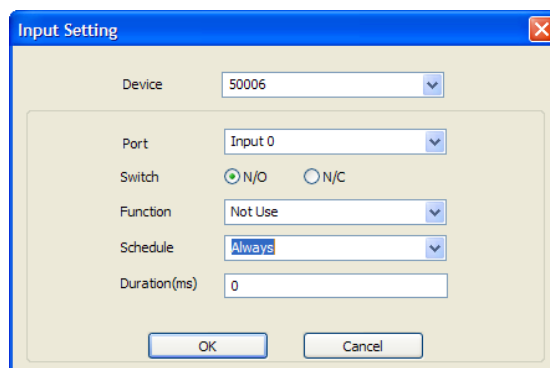 Input Setting
Device 50006
Port Input 0
Switch N/O N/C
Function Not Use
Schedule Always
Duration(ms) 0
OK Cancel